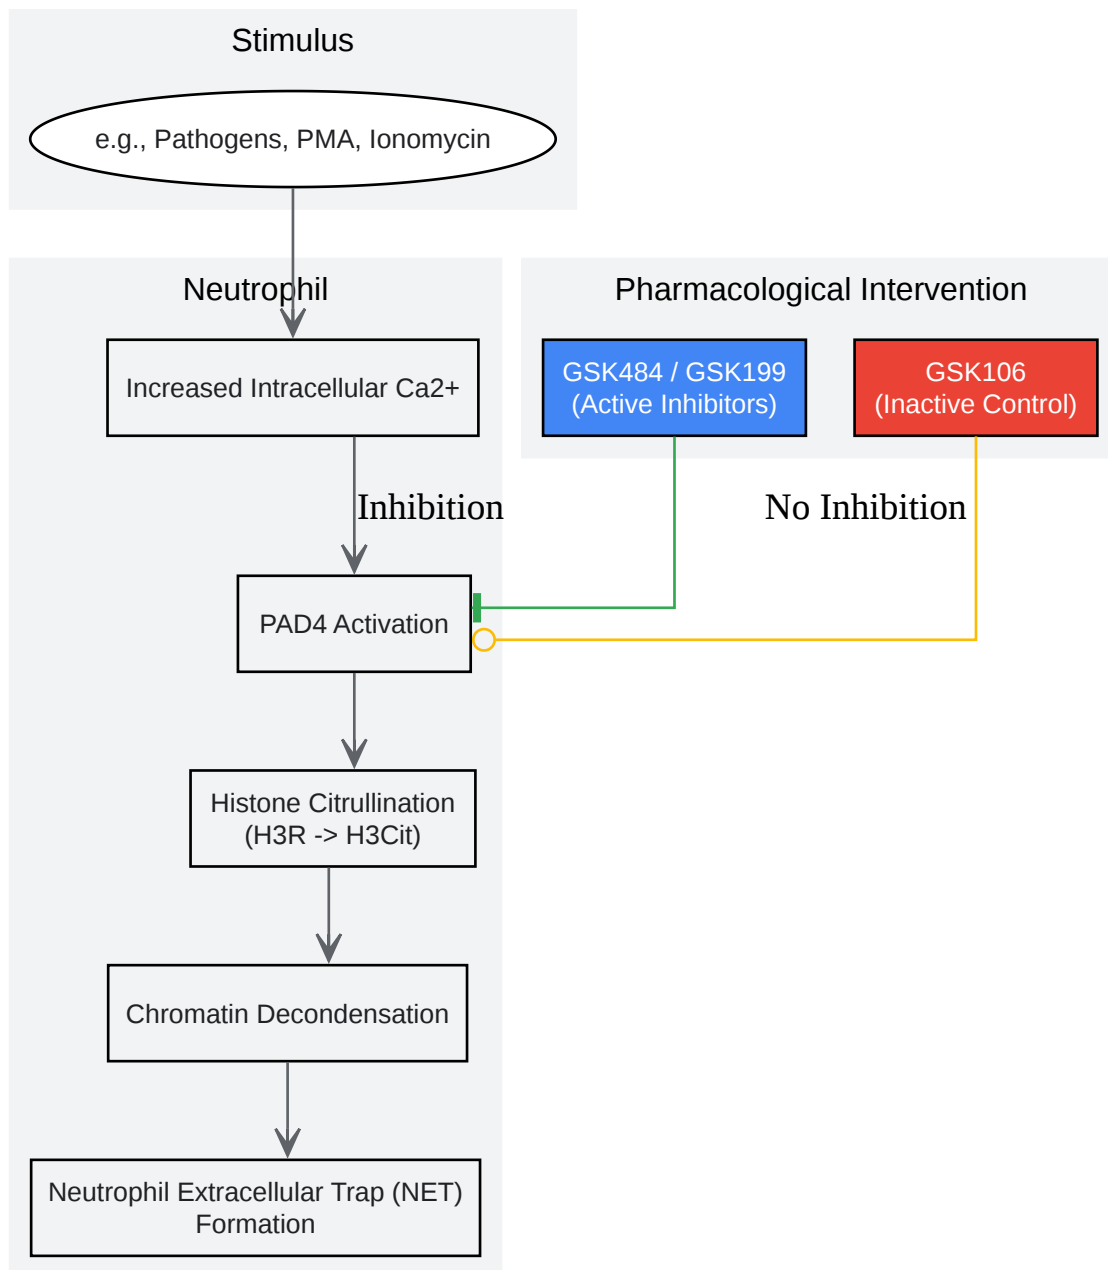 Stimulus
e.g., Pathogens, PMA, Ionomycin
Neutrophil
Pharmacological Intervention
Increased Intracellular Ca2+
GSK484 / GSK199
(Active Inhibitors)
GSK106
(Inactive Control)
Inhibition
No Inhibition
PAD4 Activation
Histone Citrullination
(H3R -> H3Cit)
Chromatin Decondensation
Neutrophil Extracellular Trap (NET)
Formation